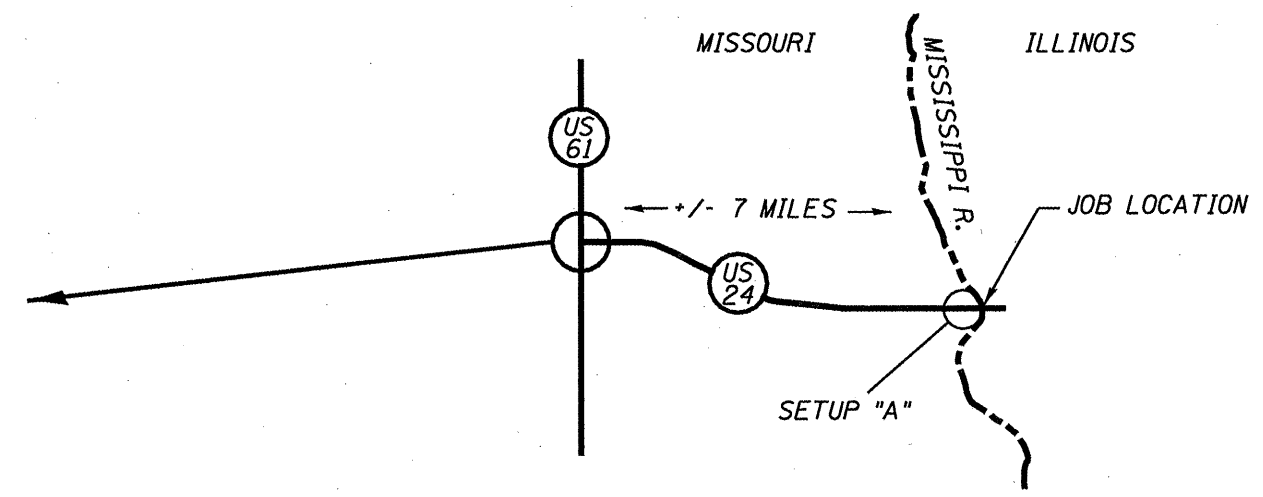 MISSOURI
ILLINOIS
MISSISSIPPI R.
US
61
+/- 7 MILES
JOB LOCATION
US
24
SETUP "A"